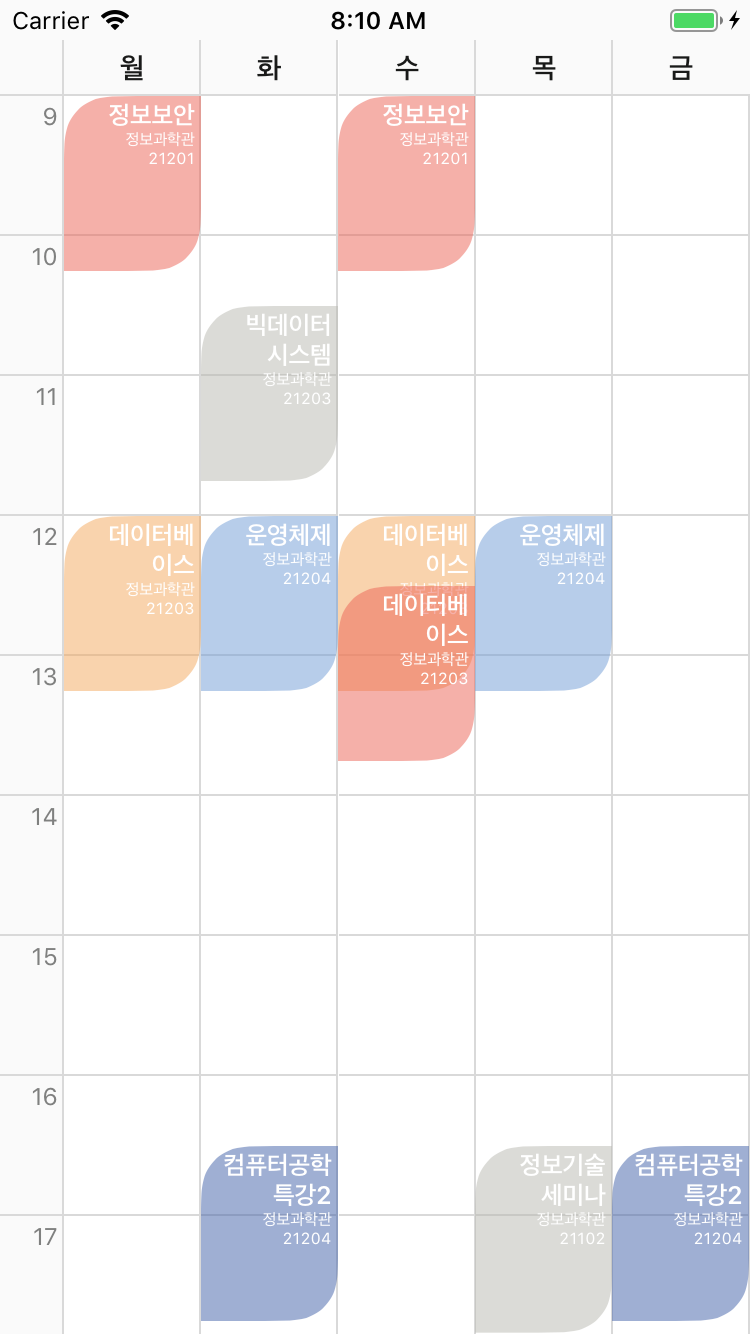 Carrier 8:10 AM
월 화 수 목 금
9
정보보안
정보과학관
21201
정보보안
정보과학관
21201
10
빅데이터
시스템
정보과학관
21203
11
12
데이터베
이스
정보과학관
21203
운영체제
정보과학관
21204
데이터베
이스
데이터베
이스
정보과학관
21203
운영체제
정보과학관
21204
13
14
15
16
컴퓨터공학
특강2
정보과학관
21204
정보기술
세미나
정보과학관
21102
컴퓨터공학
특강2
정보과학관
21204
17